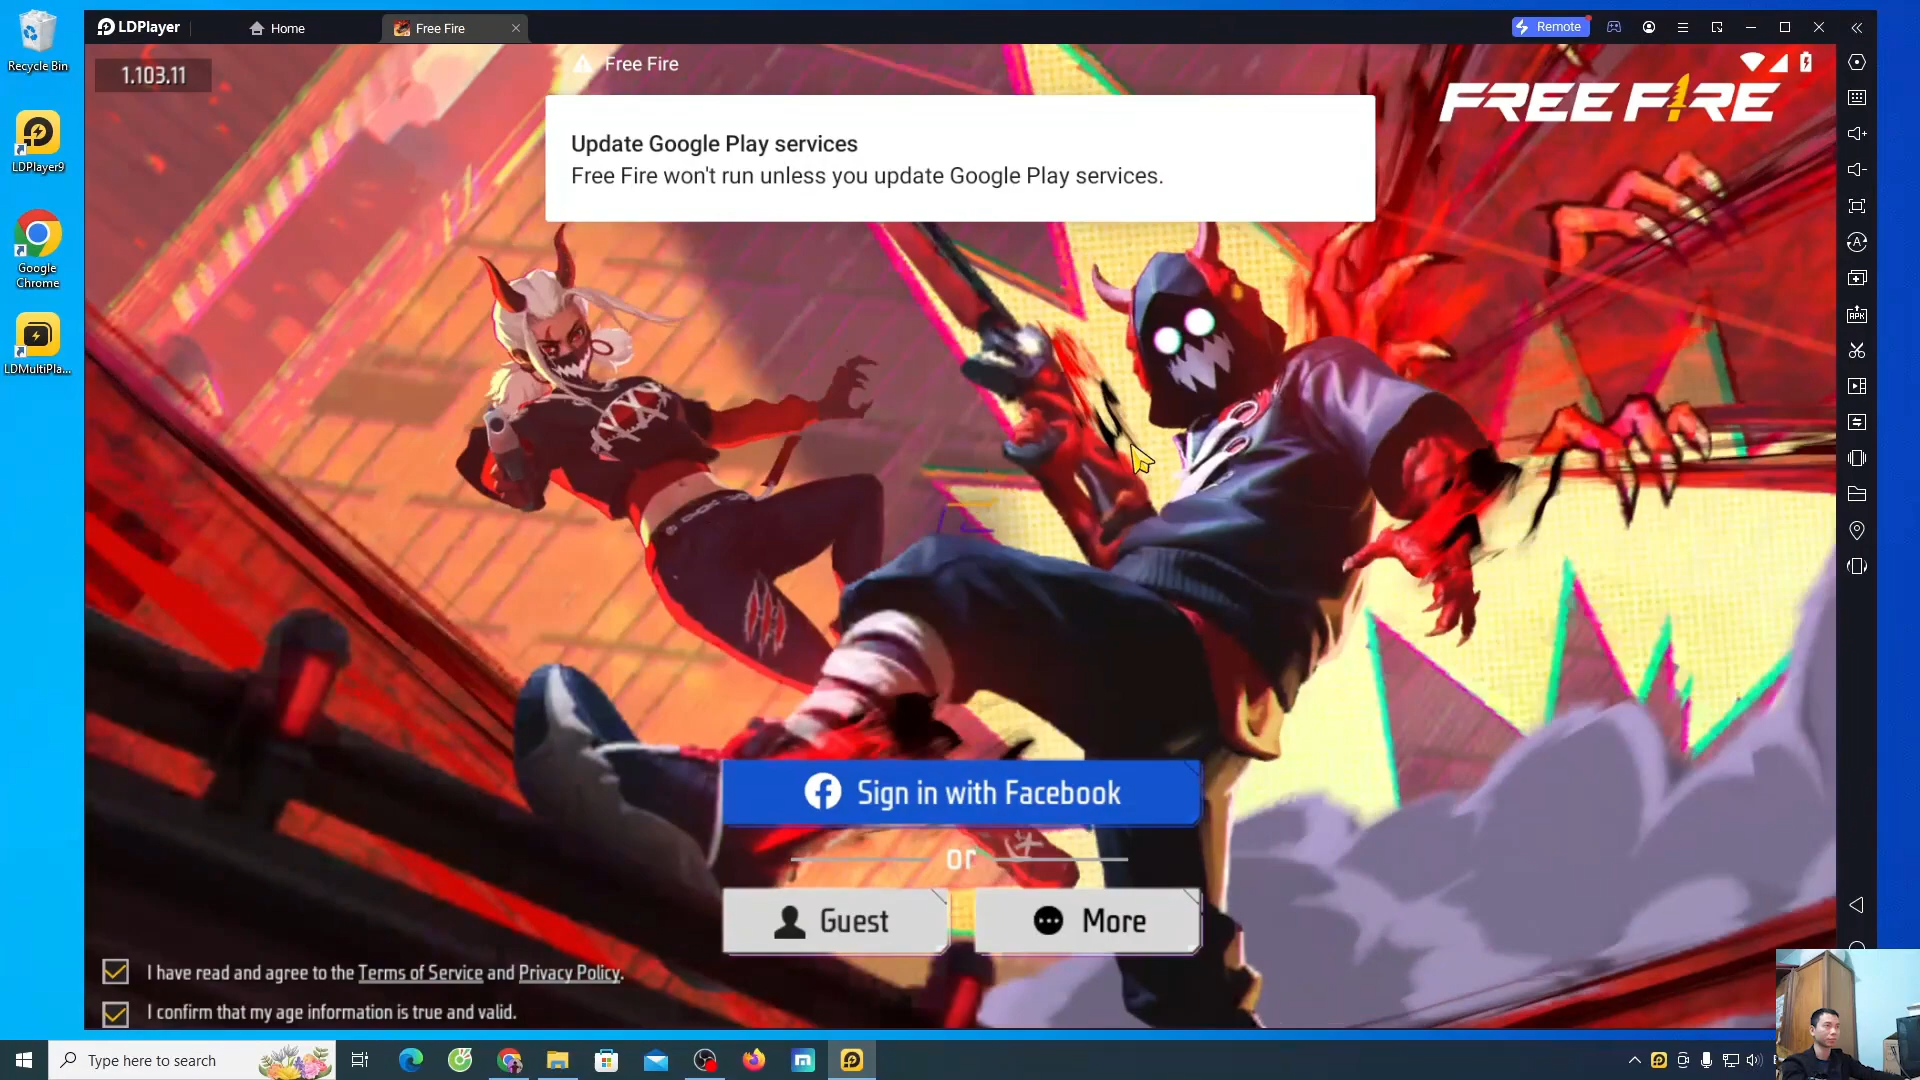 LDPlayer
Home
Free Fire
Remote
Recycle Bin
LDPlayer9
Google
Chrome
LDMultiPla...
1.103.11
Free Fire
FREE FIRE
Update Google Play services
Free Fire won't run unless you update Google Play services.
APK
Sign in with Facebook
or
Guest
More
I have read and agree to the Terms of Service and Privacy Policy.
I confirm that my age information is true and valid.
Type here to search